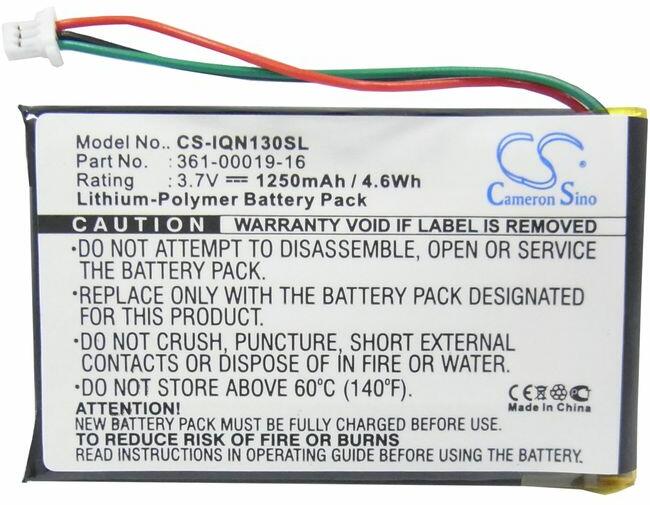 Model No.: CS-IQN130SL
Part No. : 361-00019-16
Rating : 3.7V 1250mAh / 4.6Wh
Lithium-Polymer Battery Pack
CS
Cameron Sino
CAUTION WARRANTY VOID IF LABEL IS REMOVED
•DO NOT ATTEMPT TO DISASSEMBLE, OPEN OR SERVICE
THE BATTERY PACK.
•REPLACE ONLY WITH THE BATTERY PACK DESIGNATED
FOR THIS PRODUCT.
•DO NOT CRUSH, PUNCTURE, SHORT EXTERNAL
CONTACTS OR DISPOSE OF IN FIRE OR WATER.
•DO NOT STORE ABOVE 60°C (140°F).
CE
Made in China
ATTENTION!
NEW BATTERY PACK MUST BE FULLY CHARGED BEFORE FIRST USE.
TO REDUCE RISK OF FIRE OR BURNS
READ INSTRUCTIONS OF OPERATING GUIDE BEFORE USING BATTERY.